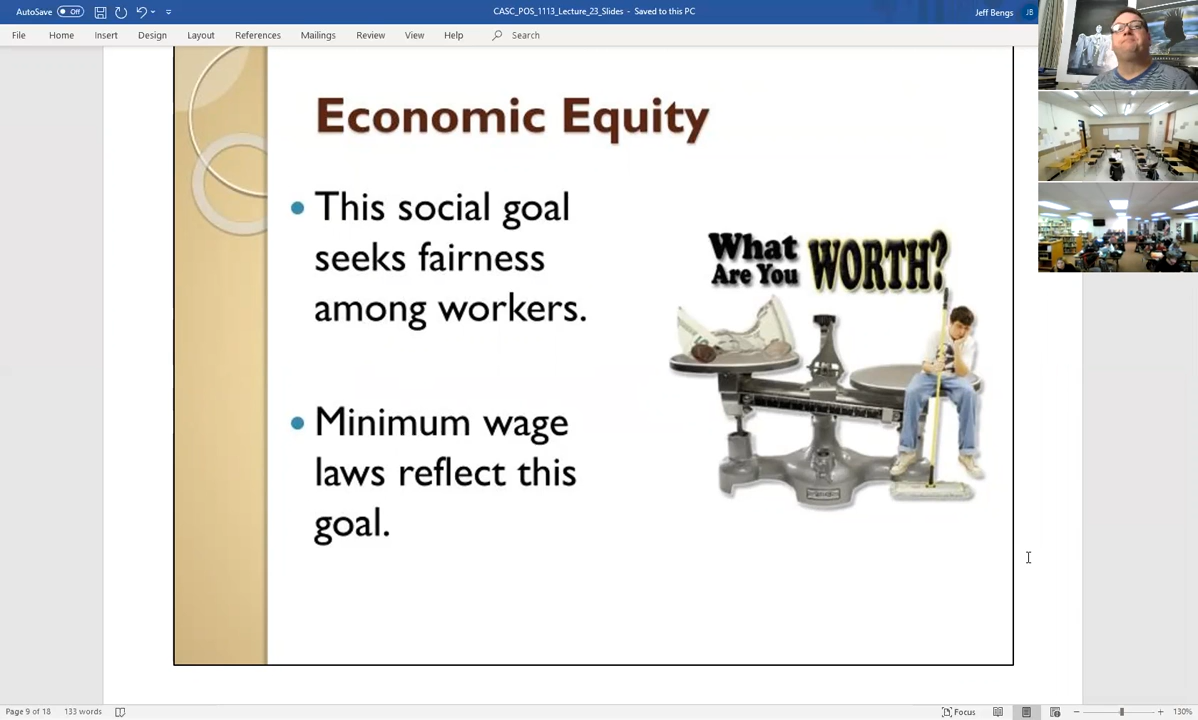 AutoSave Off
CASC_POS_1113_Lecture_23_Slides - Saved to this PC
Jeff Bengs JB
File Home Insert Design Layout References Mailings Review View Help Search
Economic Equity
This social goal
seeks fairness
among workers.
Minimum wage
laws reflect this
goal.
What
Are You
WORTH?
Page 9 of 18 133 words
Focus
130%